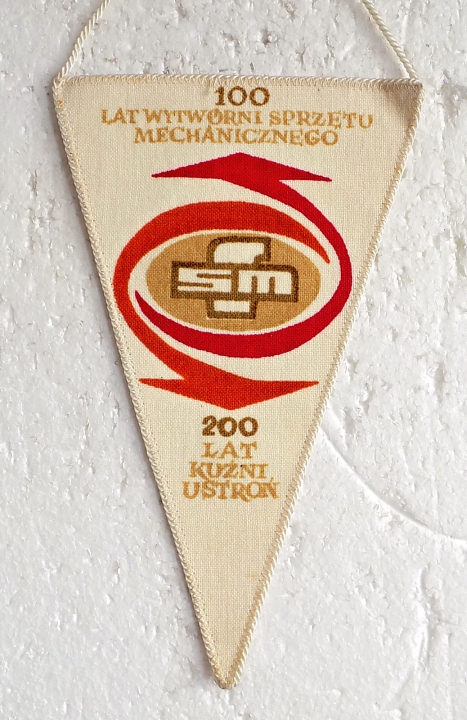 100
LAT WYTWÓRNI SPRZĘTU
MECHANICZNEGO
SM
200
LAT
KUŹNI
USTROŃ